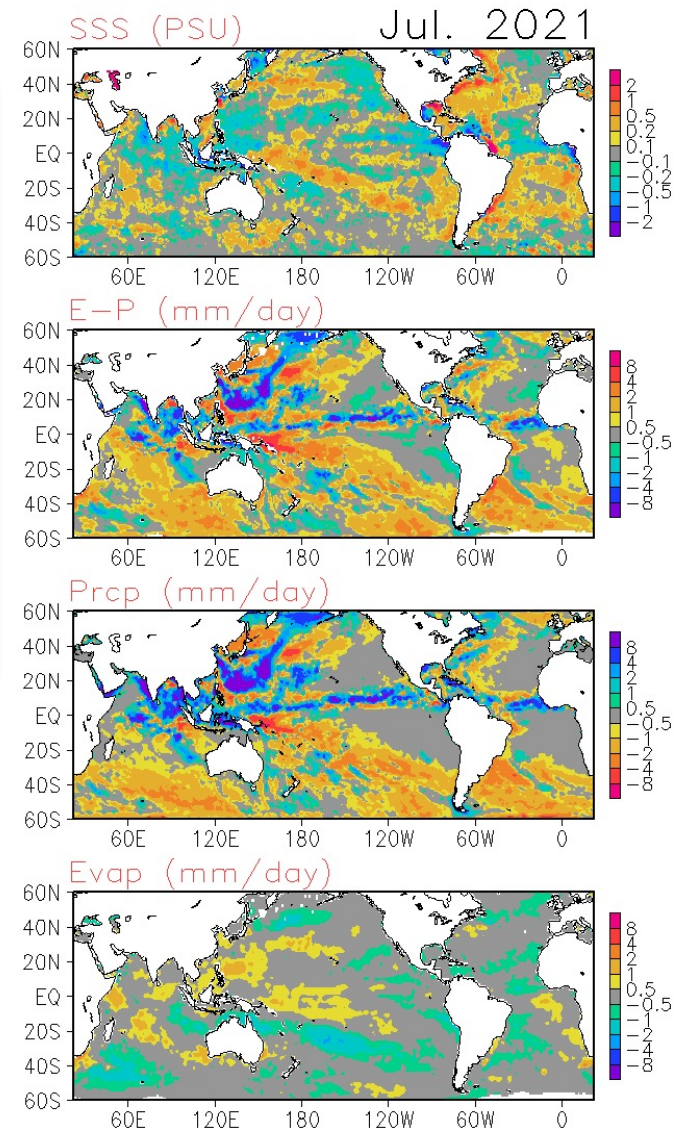 SSS (PSU) Jul. 2021
60N
40N
20N
EQ
20S
40S
60S
60E 120E 180 120W 60W 0
2
1
0.5
0.2
0.1
-0.1
-0.2
-0.5
-1
-2
E-P (mm/day)
60N
40N
20N
EQ
20S
40S
60S
60E 120E 180 120W 60W 0
8
4
2
1
0.5
-0.5
-1
-2
-4
-8
Prcp (mm/day)
60N
40N
20N
EQ
20S
40S
60S
60E 120E 180 120W 60W 0
8
4
2
1
0.5
-0.5
-1
-2
-4
-8
Evap (mm/day)
60N
40N
20N
EQ
20S
40S
60S
60E 120E 180 120W 60W 0
8
4
2
1
0.5
-0.5
-1
-2
-4
-8